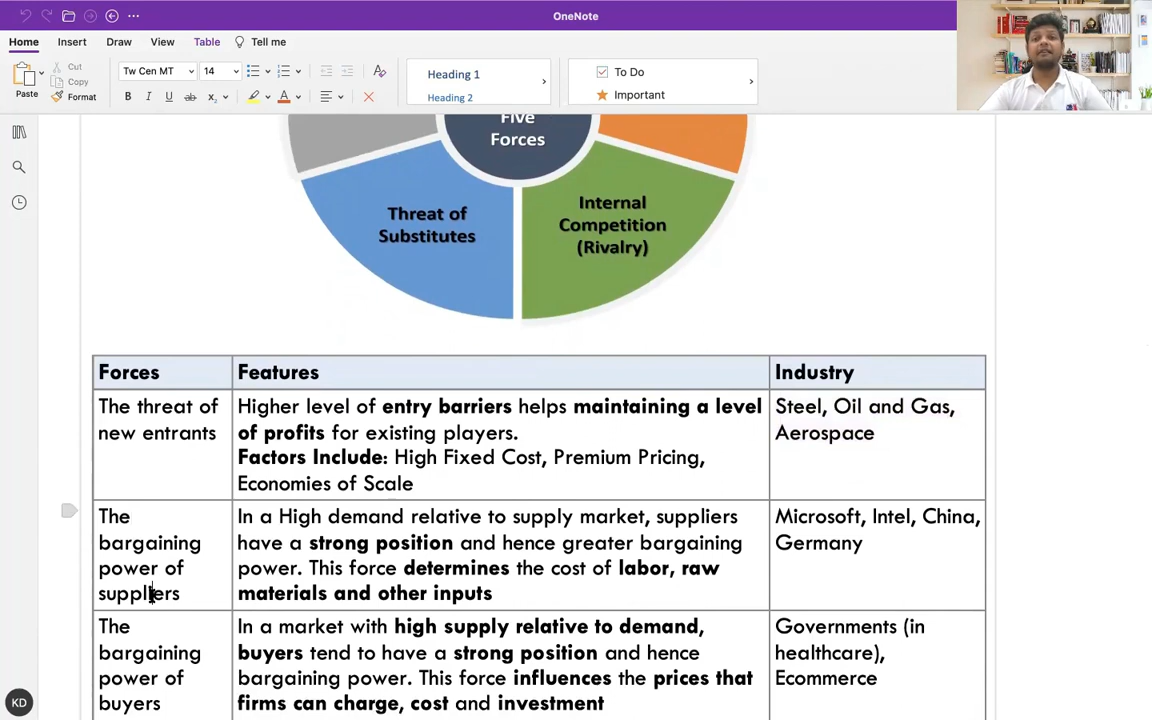 OneNote
Home Insert Draw View Table Tell me
Paste
Cut
Copy
Format
Tw Cen MT 14
B I U ab x₂ A
Heading 1
Heading 2
To Do
Important
Five
Forces
Threat of
Substitutes
Internal
Competition
(Rivalry)
Forces Features Industry
The threat of
new entrants
Higher level of entry barriers helps maintaining a level
of profits for existing players.
Factors Include: High Fixed Cost, Premium Pricing,
Economies of Scale
Steel, Oil and Gas,
Aerospace
The
bargaining
power of
suppliers
In a High demand relative to supply market, suppliers
have a strong position and hence greater bargaining
power. This force determines the cost of labor, raw
materials and other inputs
Microsoft, Intel, China,
Germany
The
bargaining
power of
buyers
In a market with high supply relative to demand,
buyers tend to have a strong position and hence
bargaining power. This force influences the prices that
firms can charge, cost and investment
Governments (in
healthcare),
Ecommerce
KD